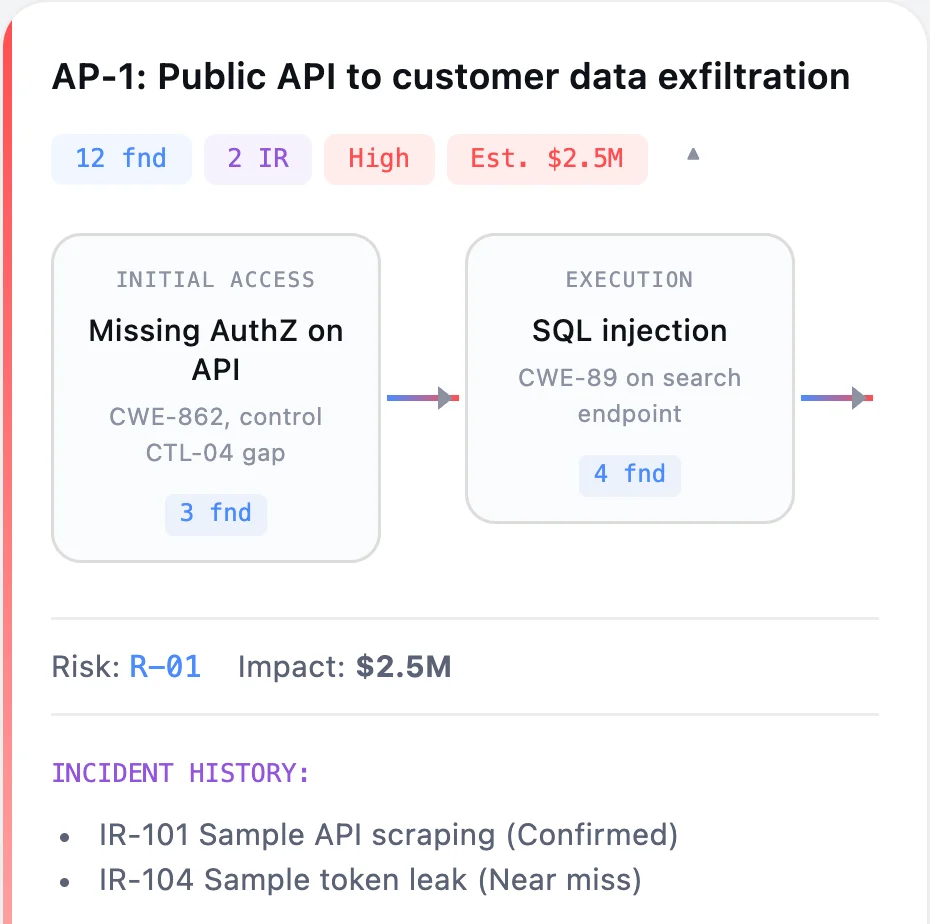 AP-1: Public API to customer data exfiltration
12 fnd 2 IR High Est. $2.5M ▲
INITIAL ACCESS
Missing AuthZ on
API
CWE-862, control
CTL-04 gap
3 fnd
EXECUTION
SQL injection
CWE-89 on search
endpoint
4 fnd
Risk: R-01 Impact: $2.5M
INCIDENT HISTORY:
• IR-101 Sample API scraping (Confirmed)
• IR-104 Sample token leak (Near miss)